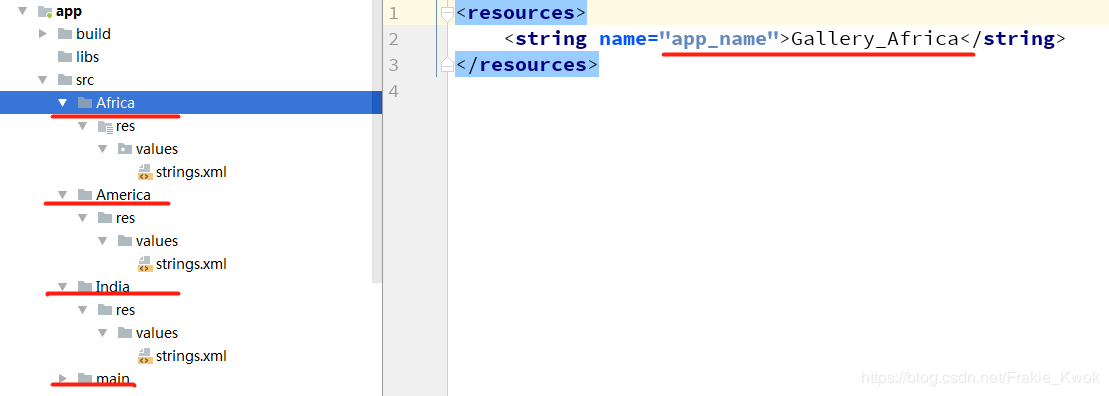 app
build
libs
src
Africa
res
values
strings.xml
America
res
values
strings.xml
India
res
values
strings.xml
main
1 <resources>
2 <string name="app_name">Gallery_Africa</string>
3 </resources>
4
https://blog.csdn.net/Frakie_Kwok